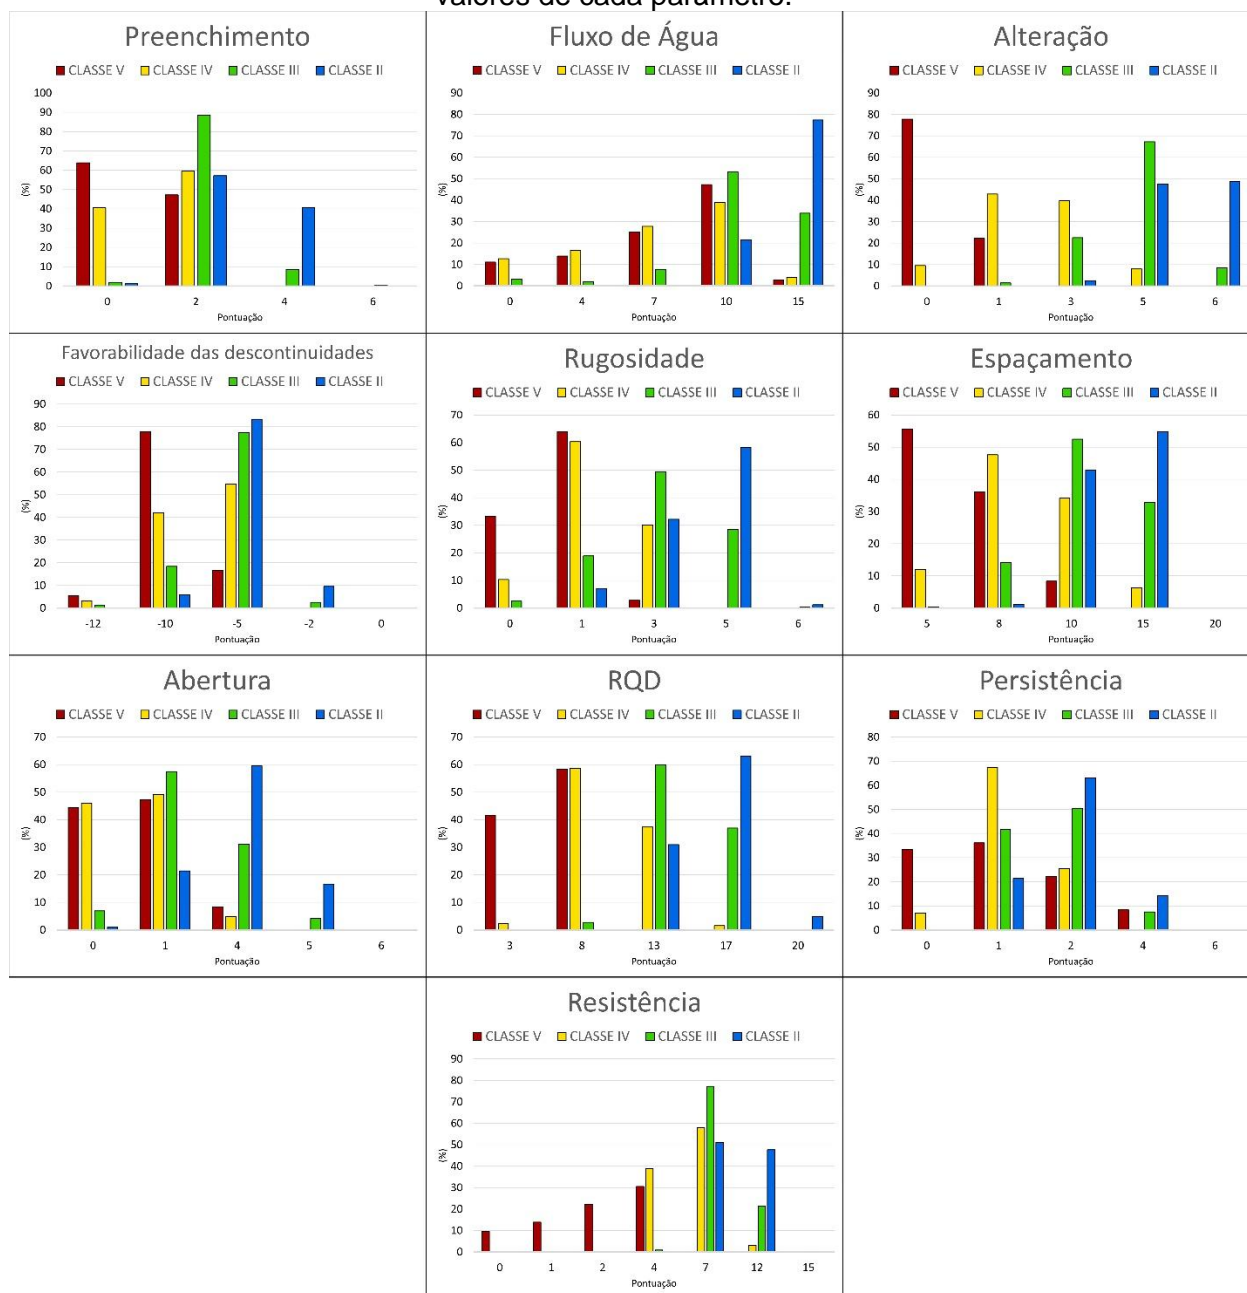 valores de cada parâmetro.
Preenchimento
CLASSE V CLASSE IV CLASSE III CLASSE II
100
90
80
70
60
50
40
30
20
10
0
(%)
0 2 4 6
Pontuação
Fluxo de Água
CLASSE V CLASSE IV CLASSE III CLASSE II
90
80
70
60
50
40
30
20
10
0
(%)
0 4 7 10 15
Pontuação
Alteração
CLASSE V CLASSE IV CLASSE III CLASSE II
90
80
70
60
50
40
30
20
10
0
(%)
0 1 3 5 6
Pontuação
Favorabilidade das descontinuidades
CLASSE V CLASSE IV CLASSE III CLASSE II
90
80
70
60
50
40
30
20
10
0
(%)
-12 -10 -5 -2 0
Pontuação
Rugosidade
CLASSE V CLASSE IV CLASSE III CLASSE II
70
60
50
40
30
20
10
0
(%)
0 1 3 5 6
Pontuação
Espaçamento
CLASSE V CLASSE IV CLASSE III CLASSE II
60
50
40
30
20
10
0
(%)
5 8 10 15 20
Pontuação
Abertura
CLASSE V CLASSE IV CLASSE III CLASSE II
70
60
50
40
30
20
10
0
(%)
0 1 4 5 6
Pontuação
RQD
CLASSE V CLASSE IV CLASSE III CLASSE II
70
60
50
40
30
20
10
0
(%)
3 8 13 17 20
Pontuação
Persistência
CLASSE V CLASSE IV CLASSE III CLASSE II
80
70
60
50
40
30
20
10
0
(%)
0 1 2 4 6
Pontuação
Resistência
CLASSE V CLASSE IV CLASSE III CLASSE II
90
80
70
60
50
40
30
20
10
0
(%)
0 1 2 4 7 12 15
Pontuação